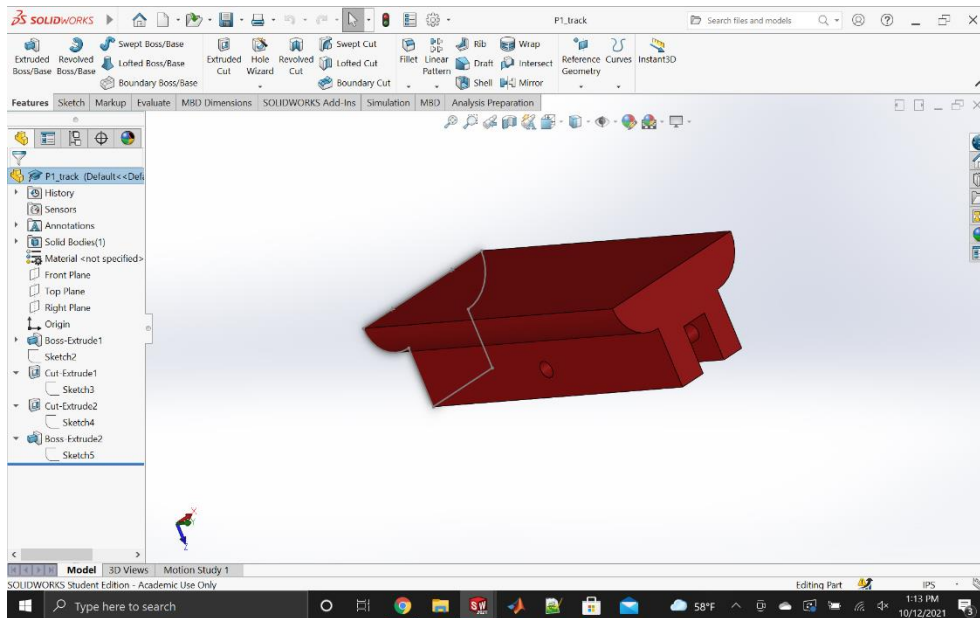 SOLIDWORKS
P1_track
Search files and models
Extruded Boss/Base
Revolved Boss/Base
Swept Boss/Base
Lofted Boss/Base
Boundary Boss/Base
Extruded Cut
Hole Wizard
Revolved Cut
Swept Cut
Lofted Cut
Boundary Cut
Fillet
Linear Pattern
Rib
Draft
Shell
Wrap
Intersect
Mirror
Reference Geometry
Curves
Instant3D
Features Sketch Markup Evaluate MBD Dimensions SOLIDWORKS Add-Ins Simulation MBD Analysis Preparation
P1_track (Default<<Defa
History
Sensors
Annotations
Solid Bodies(1)
Material <not specified>
Front Plane
Top Plane
Right Plane
Origin
Boss-Extrude1
Sketch2
Cut-Extrude1
Sketch3
Cut-Extrude2
Sketch4
Boss-Extrude2
Sketch5
Model 3D Views Motion Study 1
SOLIDWORKS Student Edition - Academic Use Only
Editing Part
IPS
Type here to search
58°F
1:13 PM
10/12/2021